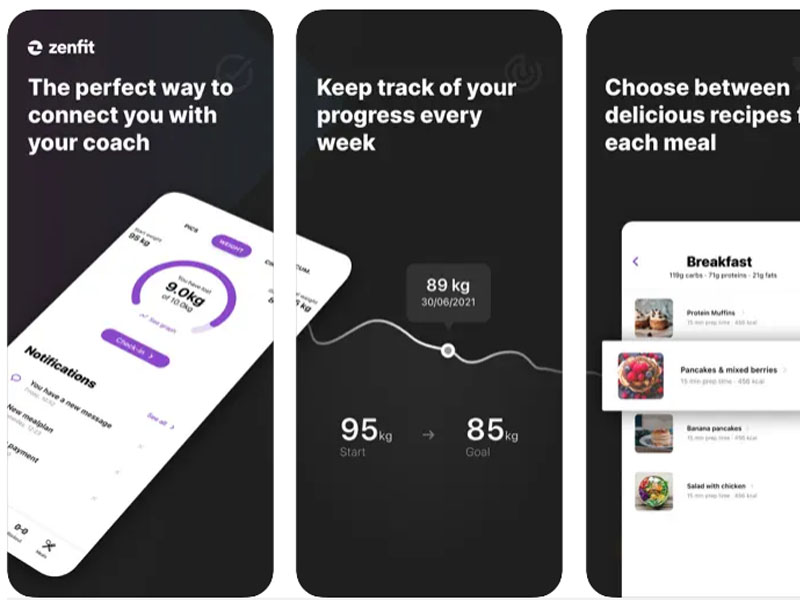 zenfit
The perfect way to
connect you with
your coach
PICS
WEIGHT
Start weight
95 kg
You have lost
9.0kg
of 10.0kg
See graph
Check-in
Notifications
You have a new message
See all
New mealplan
payment
Meals
Keep track of your
progress every
week
CUM.
89 kg
30/06/2021
95kg
Start
→
85kg
Goal
Choose between
delicious recipes
each meal
Breakfast
119g carbs · 71g proteins · 21g fats
Protein Muffins
15 min prep time · 456 kcal
Pancakes & mixed berries
15 min prep time · 456 kcal
Banana pancakes
15 min prep time · 456 kcal
Salad with chicken
15 min prep time · 456 kcal